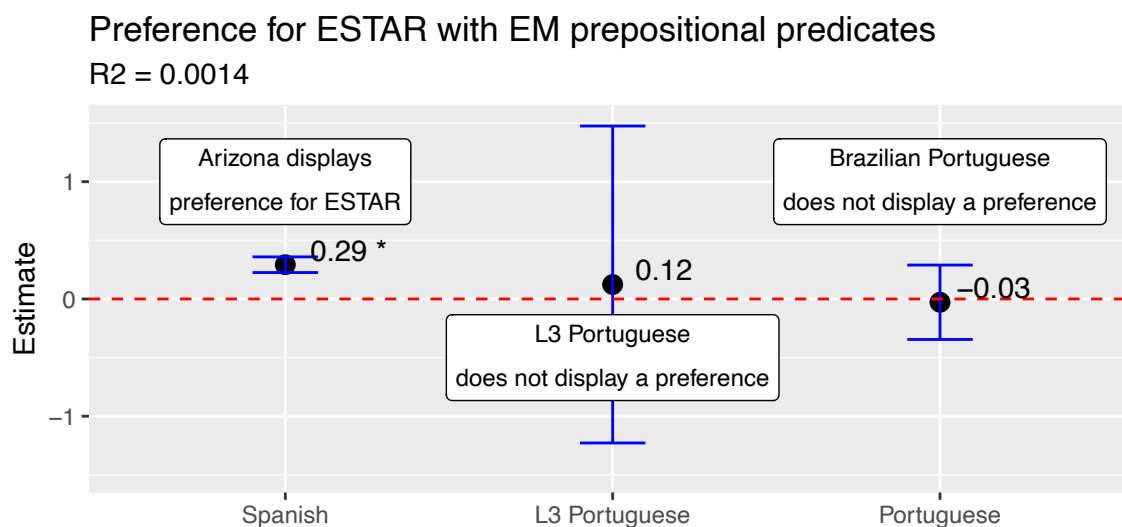 Preference for ESTAR with EM prepositional predicates
R2 = 0.0014
Estimate
1
0
−1
Arizona displays
preference for ESTAR
0.29 *
0.12
L3 Portuguese
does not display a preference
Brazilian Portuguese
does not display a preference
−0.03
Spanish
L3 Portuguese
Portuguese